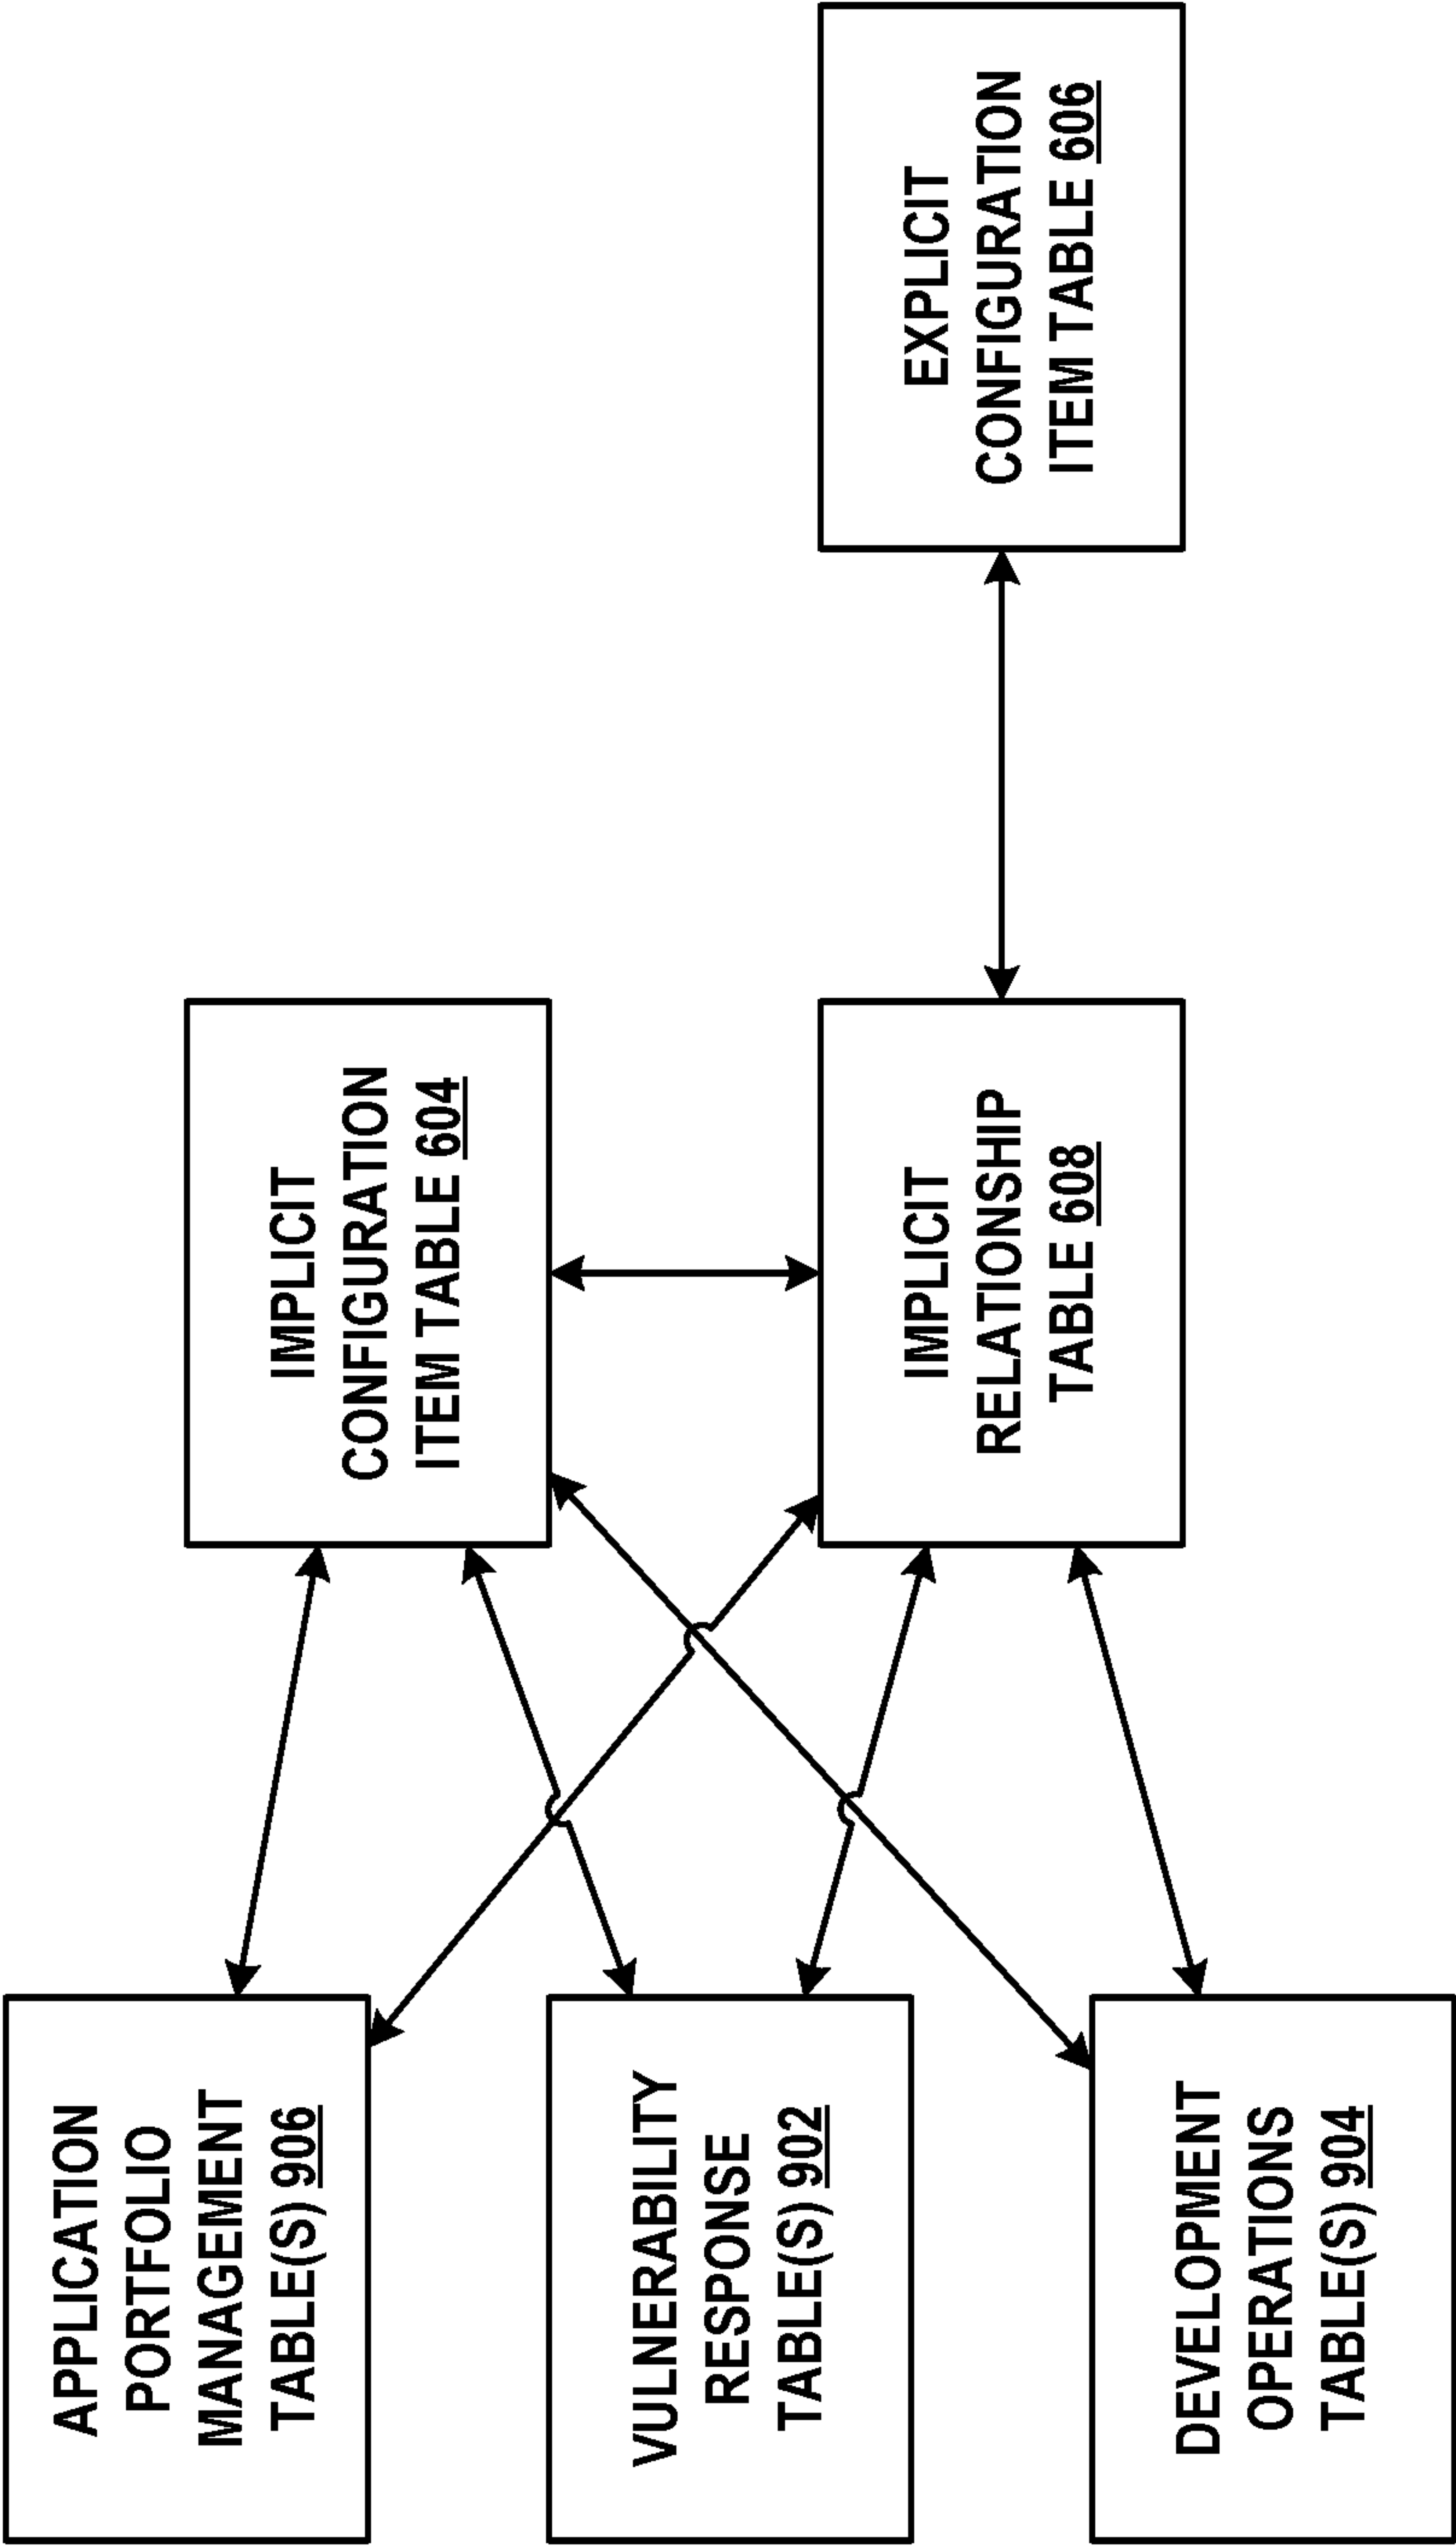 APPLICATION
PORTFOLIO
MANAGEMENT
TABLE(S) 906
VULNERABILITY
RESPONSE
TABLE(S) 902
DEVELOPMENT
OPERATIONS
TABLE(S) 904
IMPLICIT
CONFIGURATION
ITEM TABLE 604
IMPLICIT
RELATIONSHIP
TABLE 608
EXPLICIT
CONFIGURATION
ITEM TABLE 606